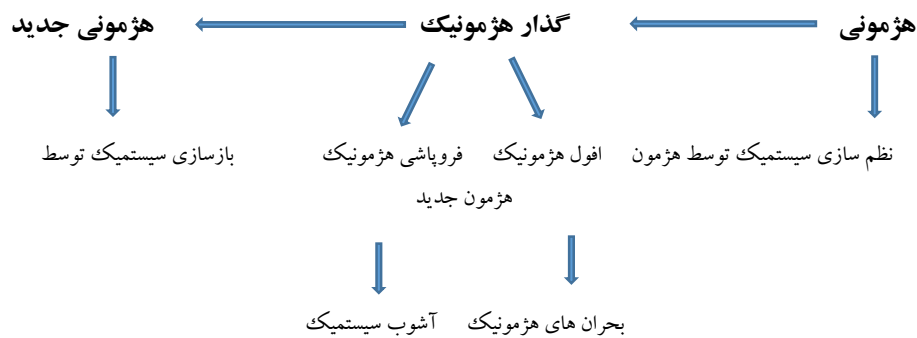 هژمونی گذار هژمونیک هژمونی جدید
نظم سازی سیستمیک توسط هژمون افول هژمونیک فروپاشی هژمونیک بازسازی سیستمیک توسط
هژمون جدید
بحران های هژمونیک آشوب سیستمیک